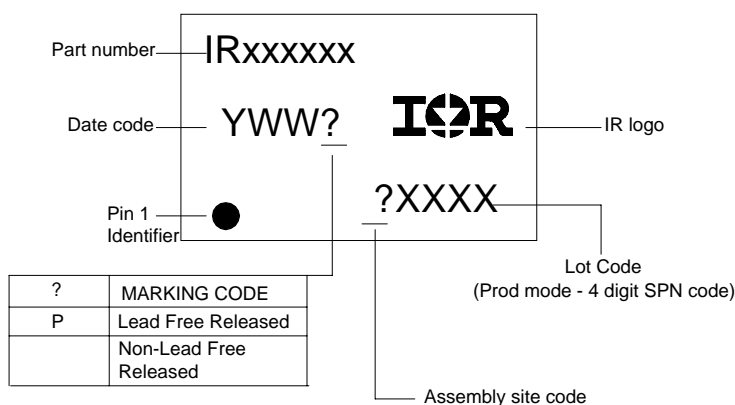 Part number
IRxxxxxx
Date code
YWW?
IOR
IR logo
?XXXX
Pin 1
Identifier
Lot Code
(Prod mode - 4 digit SPN code)
? MARKING CODE
P Lead Free Released
Non-Lead Free
Released
Assembly site code